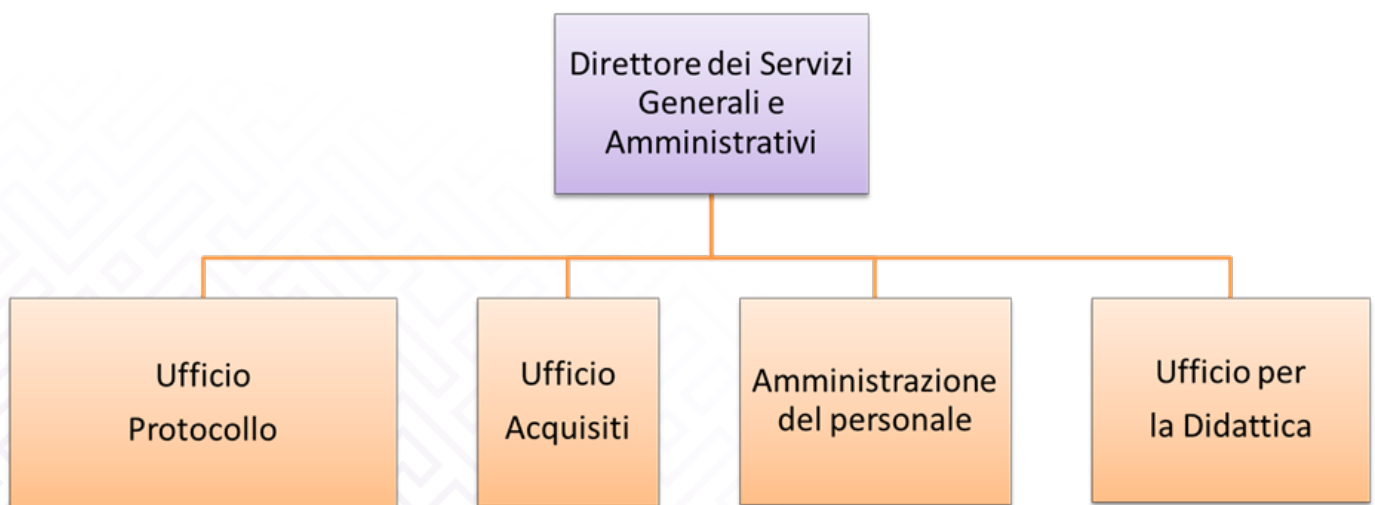 Direttore dei Servizi
Generali e
Amministrativi
Ufficio
Protocollo
Ufficio
Acquisiti
Amministrazione
del personale
Ufficio per
la Didattica